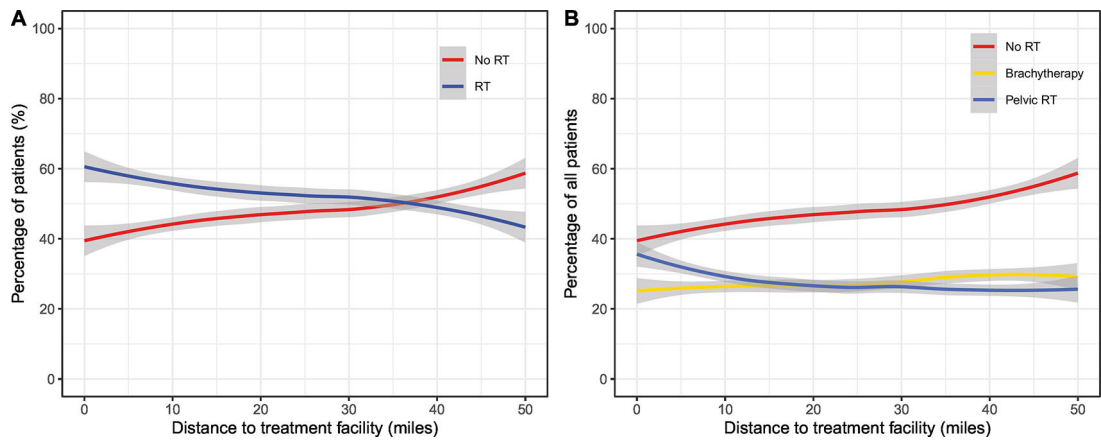 A
Percentage of patients (%)
100
80
60
40
20
0
No RT
RT
0 10 20 30 40 50
Distance to treatment facility (miles)
B
Percentage of all patients
100
80
60
40
20
0
No RT
Brachytherapy
Pelvic RT
0 10 20 30 40 50
Distance to treatment facility (miles)